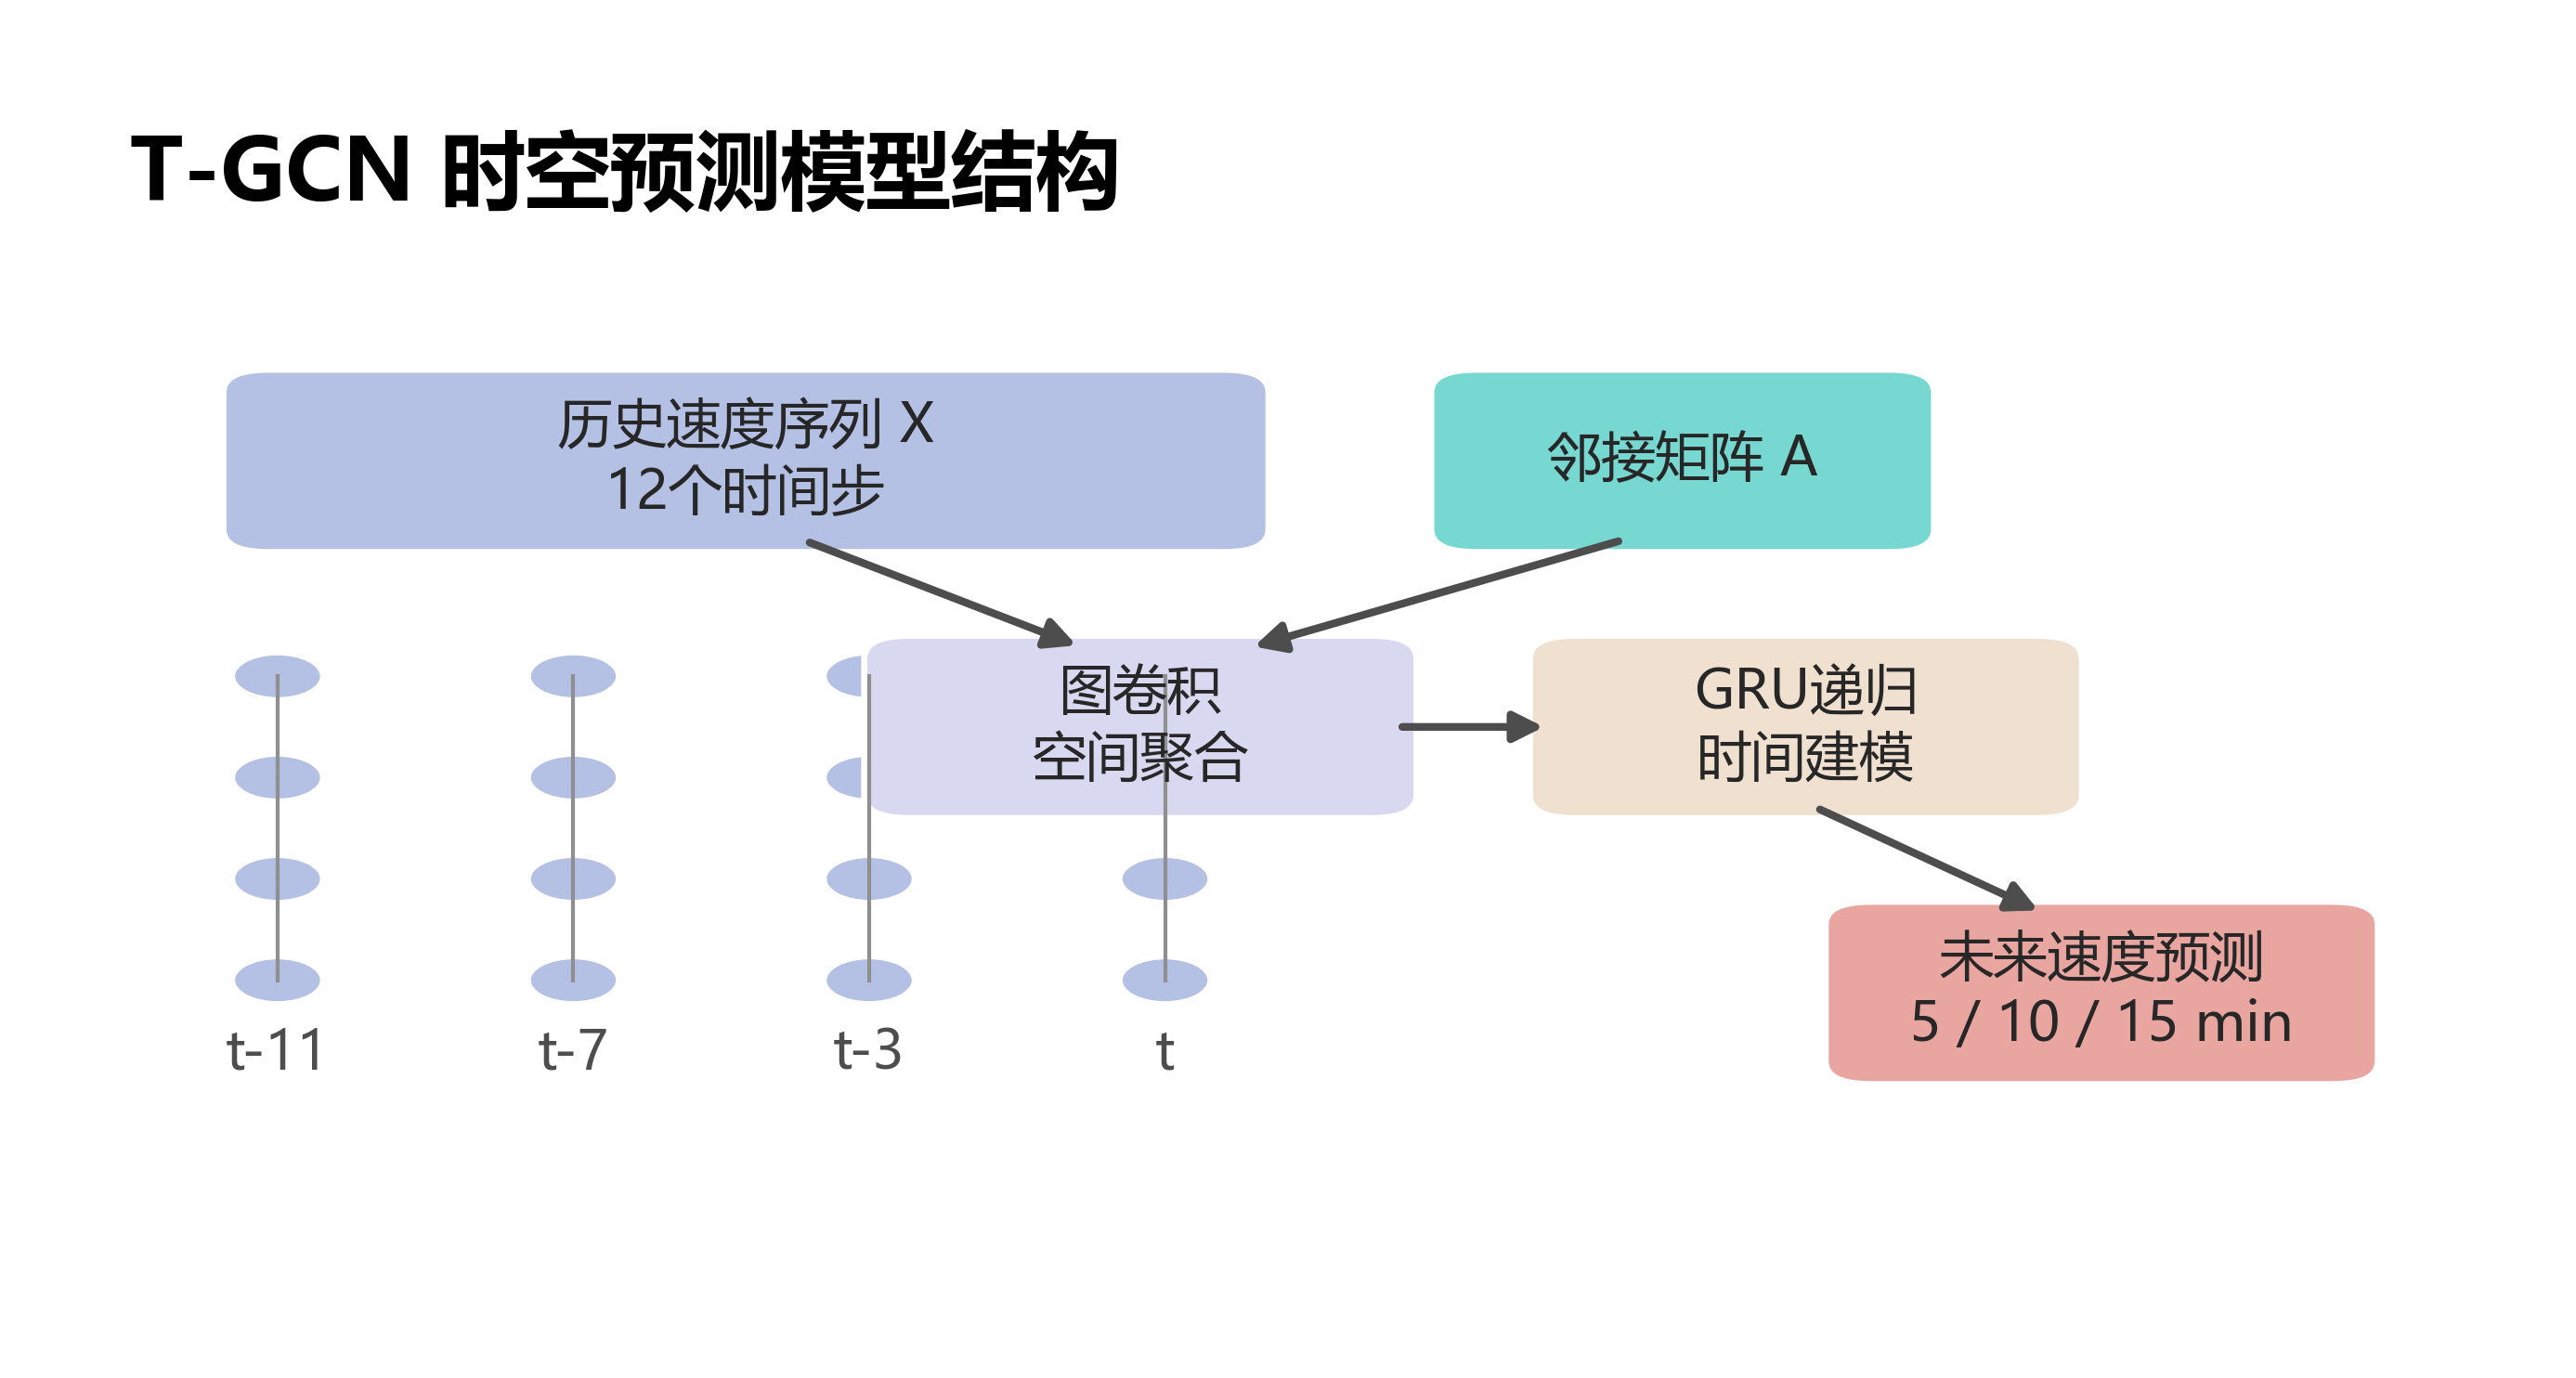 T-GCN 时空预测模型结构
历史速度序列 X
12个时间步
邻接矩阵 A
图卷积
空间聚合
GRU递归
时间建模
未来速度预测
5 / 10 / 15 min
t-11
t-7
t-3
t